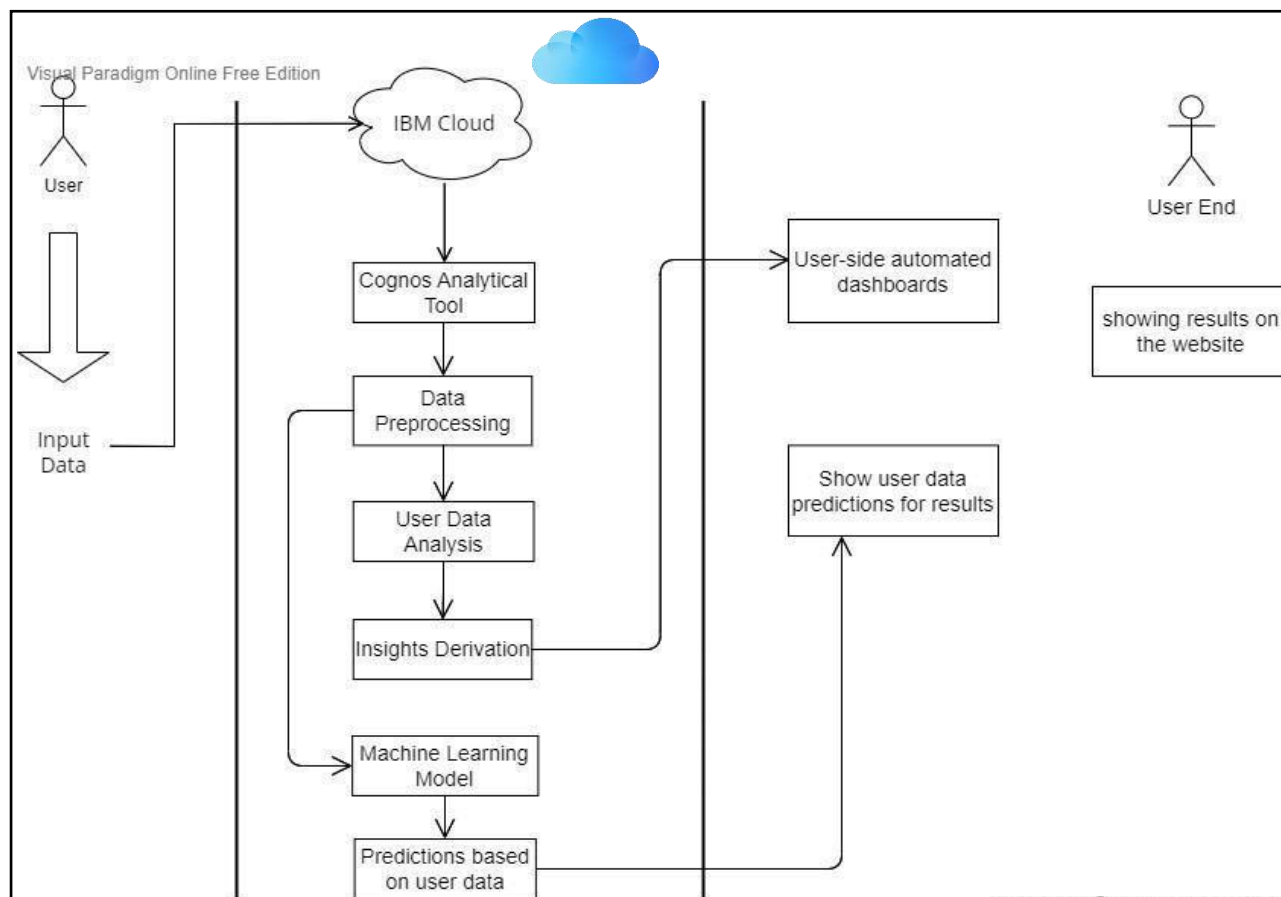 Visual Paradigm Online Free Edition
User
Input
Data
IBM Cloud
Cognos Analytical
Tool
Data
Preprocessing
User Data
Analysis
Insights Derivation
Machine Learning
Model
Predictions based
on user data
User-side automated
dashboards
Show user data
predictions for results
User End
showing results on
the website